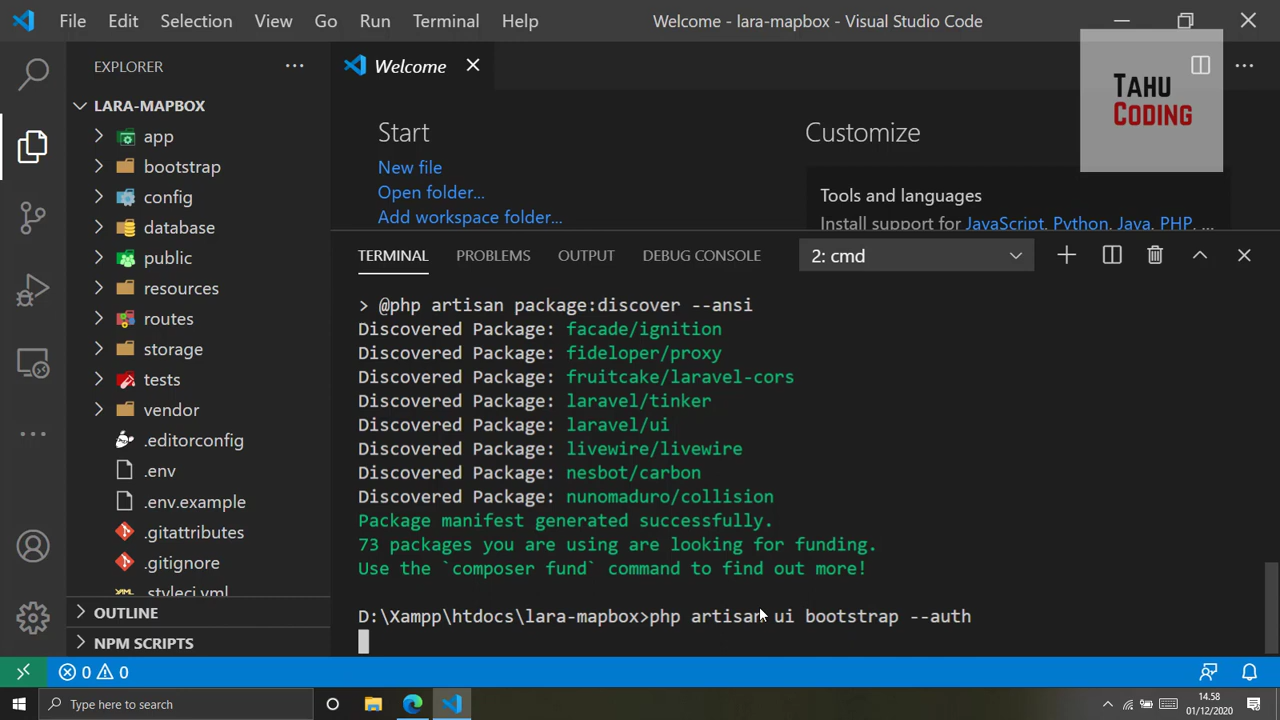 File Edit Selection View Go Run Terminal Help Welcome - lara-mapbox - Visual Studio Code
EXPLORER
Welcome
TAHU
CODING
LARA-MAPBOX
app
bootstrap
config
database
public
resources
routes
storage
tests
vendor
.editorconfig
.env
.env.example
.gitattributes
.gitignore
.styleci.yml
OUTLINE
NPM SCRIPTS
Start
New file
Open folder...
Add workspace folder...
Customize
Tools and languages
Install support for JavaScript, Python, Java, PHP, ...
TERMINAL PROBLEMS OUTPUT DEBUG CONSOLE 2: cmd
> @php artisan package:discover --ansi
Discovered Package: facade/ignition
Discovered Package: fideloper/proxy
Discovered Package: fruitcake/laravel-cors
Discovered Package: laravel/tinker
Discovered Package: laravel/ui
Discovered Package: livewire/livewire
Discovered Package: nesbot/carbon
Discovered Package: nunomaduro/collision
Package manifest generated successfully.
73 packages you are using are looking for funding.
Use the `composer fund` command to find out more!
D:\Xampp\htdocs\lara-mapbox>php artisan ui bootstrap --auth
0 0
Type here to search
14.58
01/12/2020